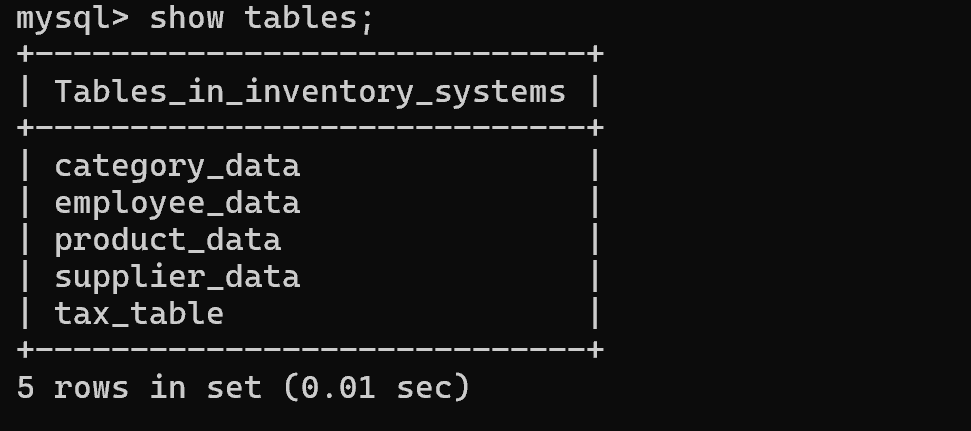 mysql> show tables;
+-----------------------------+
| Tables_in_inventory_systems |
+-----------------------------+
| category_data               |
| employee_data               |
| product_data                |
| supplier_data               |
| tax_table                   |
+-----------------------------+
5 rows in set (0.01 sec)